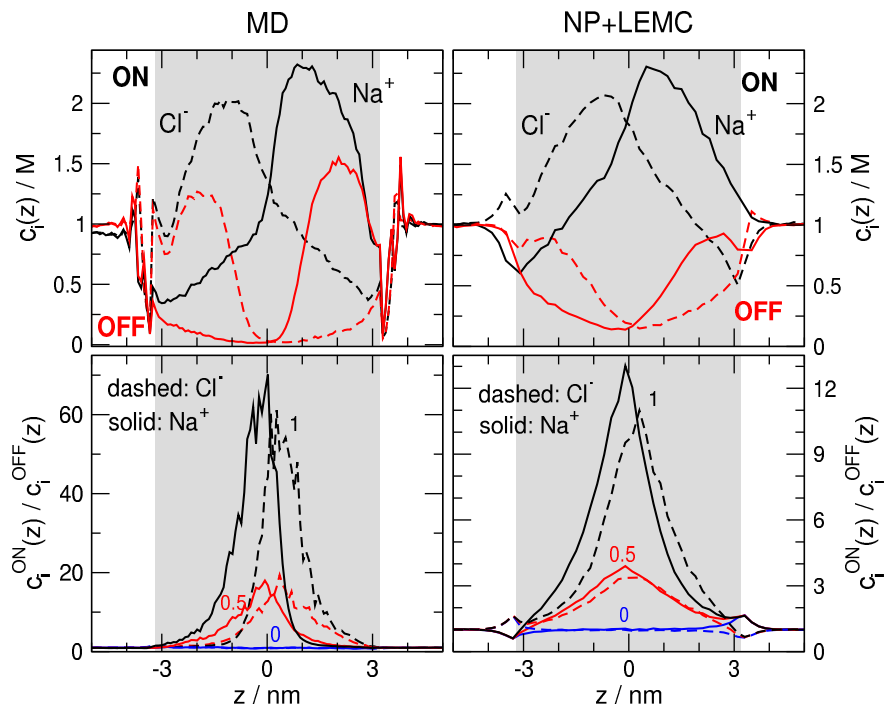 MD
NP+LEMC
ON
Cl⁻
Na⁺
OFF
cᵢ(z) / M
2
1.5
1
0.5
0
Cl⁻
ON
Na⁺
OFF
cᵢ(z) / M
2
1.5
1
0.5
0
dashed: Cl⁻
solid: Na⁺
1
0.5
0
cᵢᴼᴺ(z) / cᵢᴼᶠᶠ(z)
60
40
20
0
-3
0
3
z / nm
dashed: Cl⁻
solid: Na⁺
1
0.5
0
cᵢᴼᴺ(z) / cᵢᴼᶠᶠ(z)
12
9
6
3
0
-3
0
3
z / nm